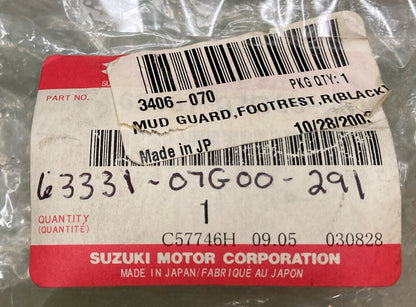 PART NO.
3406-070
PKG QTY: 1
MUD GUARD,FOOTREST,R(BLACK)
Made in JP
10/28/2003
63331-07G00-291
QUANTITY
(QUANTITÉ)
1
C57746H 09.05 030828
SUZUKI MOTOR CORPORATION
MADE IN JAPAN/FABRIQUÉ AU JAPON